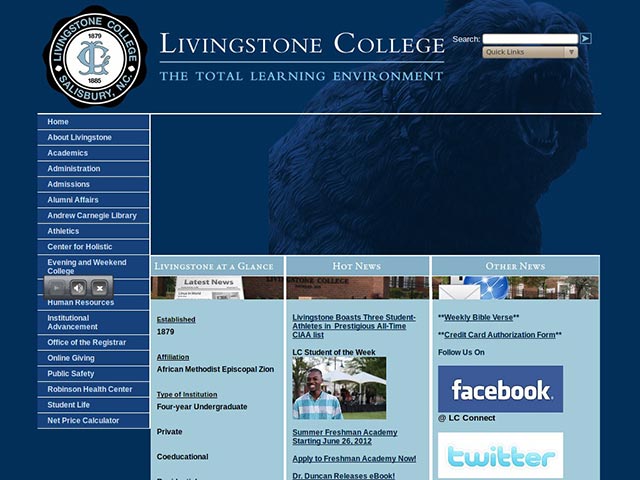 LIVINGSTONE COLLEGE
1879
1885
SALISBURY, N.C.
LIVINGSTONE COLLEGE
THE TOTAL LEARNING ENVIRONMENT
Search:
Quick Links
Home
About Livingstone
Academics
Administration
Admissions
Alumni Affairs
Andrew Carnegie Library
Athletics
Center for Holistic
Evening and Weekend
College
Human Resources
Institutional
Advancement
Office of the Registrar
Online Giving
Public Safety
Robinson Health Center
Student Life
Net Price Calculator
LIVINGSTONE AT A GLANCE
Latest News
Established
1879
Affiliation
African Methodist Episcopal Zion
Type of Institution
Four-year Undergraduate
Private
Coeducational
HOT NEWS
Livingstone Boasts Three Student-
Athletes in Prestigious All-Time
CIAA list
LC Student of the Week
Summer Freshman Academy
Starting June 26, 2012
Apply to Freshman Academy Now!
Dr. Duncan Releases eBook!
OTHER NEWS
**Weekly Bible Verse**
**Credit Card Authorization Form**
Follow Us On
facebook
@ LC Connect
twitter